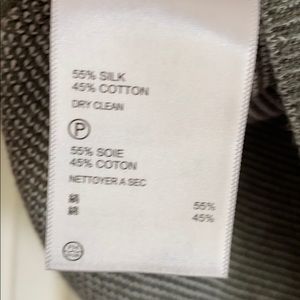 55% SILK
45% COTTON
DRY CLEAN
P
55% SOIE
45% COTON
NETTOYER A SEC
55%
45%